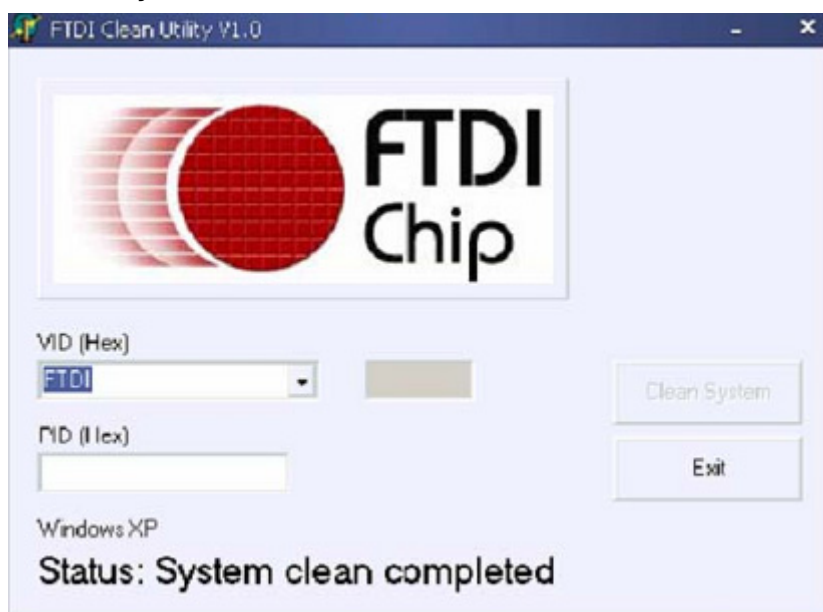 FTDI Clean Utility V1.0
FTDI
Chip
VID (Hex)
FTDI
Clean System
PID (Hex)
Exit
Windows XP
Status: System clean completed